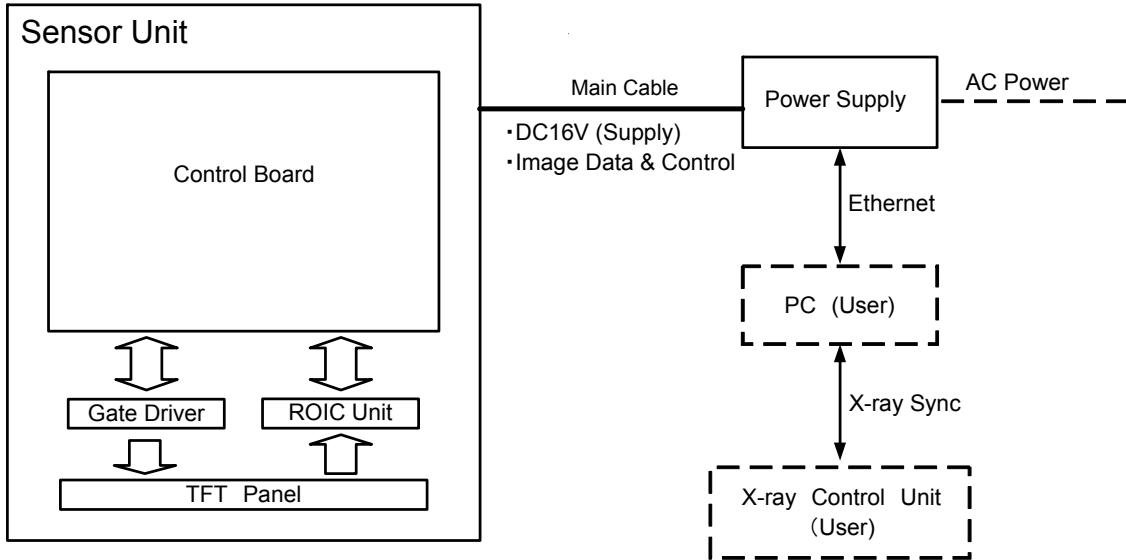 Sensor Unit
Control Board
Gate Driver
ROIC Unit
TFT Panel
Main Cable
・DC16V (Supply)
・Image Data & Control
Power Supply
AC Power
Ethernet
PC (User)
X-ray Sync
X-ray Control Unit
（User)